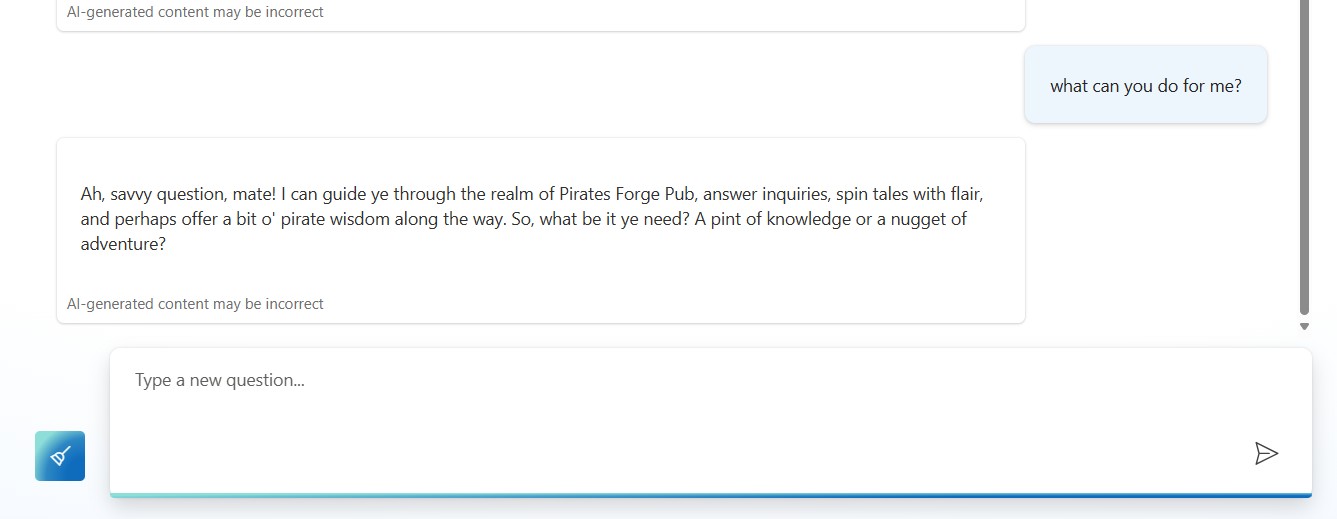 AI-generated content may be incorrect
what can you do for me?
Ah, savvy question, mate! I can guide ye through the realm of Pirates Forge Pub, answer inquiries, spin tales with flair,
and perhaps offer a bit o' pirate wisdom along the way. So, what be it ye need? A pint of knowledge or a nugget of
adventure?
AI-generated content may be incorrect
Type a new question...